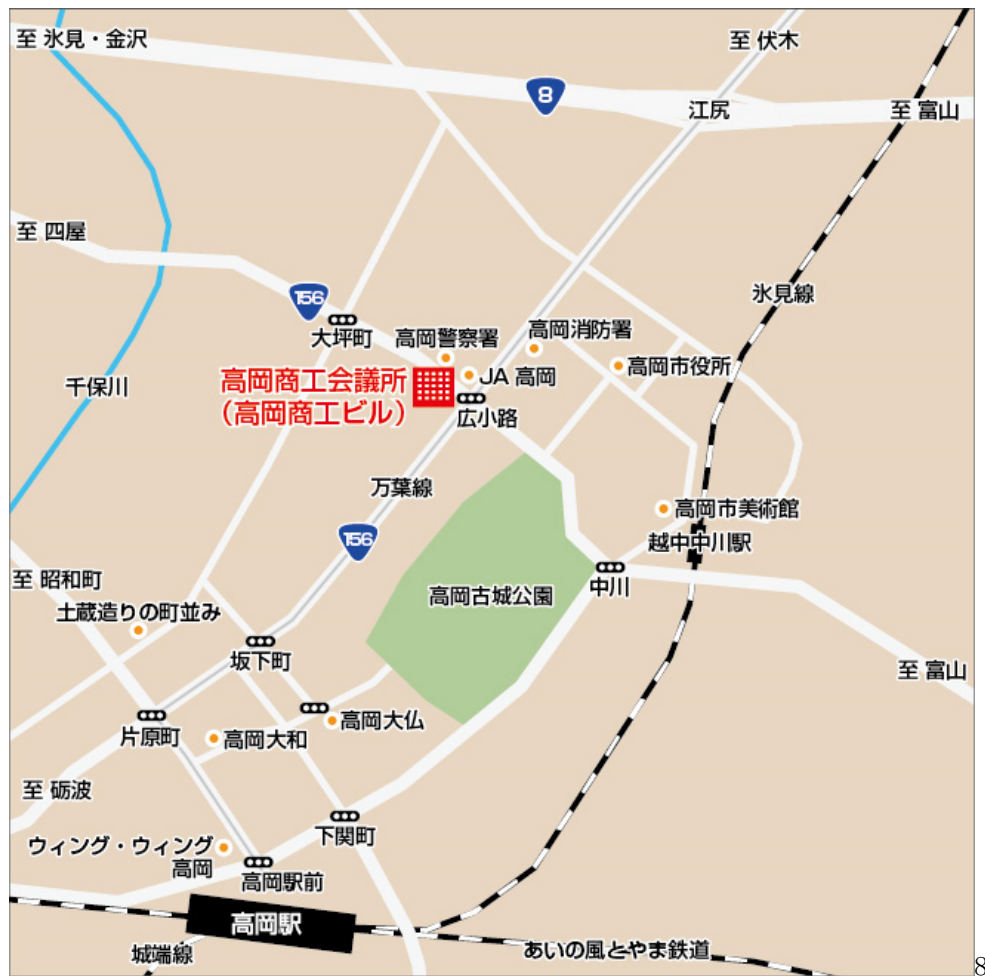 至 氷見・金沢
至 伏木
8
江尻
至 富山
至 四屋
156
氷見線
大坪町
高岡警察署
高岡消防署
高岡市役所
JA 高岡
高岡商工会議所
（高岡商工ビル）
千保川
広小路
万葉線
156
高岡市美術館
越中中川駅
至 昭和町
高岡古城公園
中川
土蔵造りの町並み
坂下町
至 富山
片原町
高岡大仏
高岡大和
至 砺波
下関町
ウィング・ウィング
高岡
高岡駅前
高岡駅
城端線
あいの風とやま鉄道
8